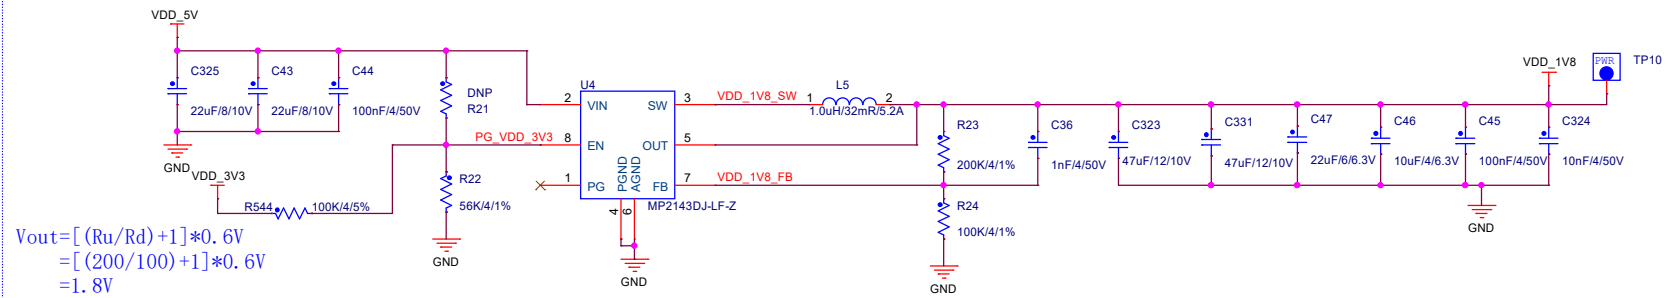 VDD_5V
C325
22uF/8/10V
C43
22uF/8/10V
C44
100nF/4/50V
DNP
R21
GND
VDD_3V3
R544
100K/4/5%
PG_VDD_3V3
R22
56K/4/1%
GND
U4
2
VIN
8
EN
1
PG
SW
3
OUT
5
FB
7
PGND
AGND
4
6
MP2143DJ-LF-Z
GND
VDD_1V8_SW
VDD_1V8_FB
1
L5
2
1.0uH/32mR/5.2A
R23
200K/4/1%
R24
100K/4/1%
GND
C36
1nF/4/50V
C323
47uF/12/10V
C331
47uF/12/10V
C47
22uF/6/6.3V
C46
10uF/4/6.3V
C45
100nF/4/50V
C324
10nF/4/50V
GND
VDD_1V8
PWR
TP10
Vout=[(Ru/Rd)+1]*0.6V
=[(200/100)+1]*0.6V
=1.8V